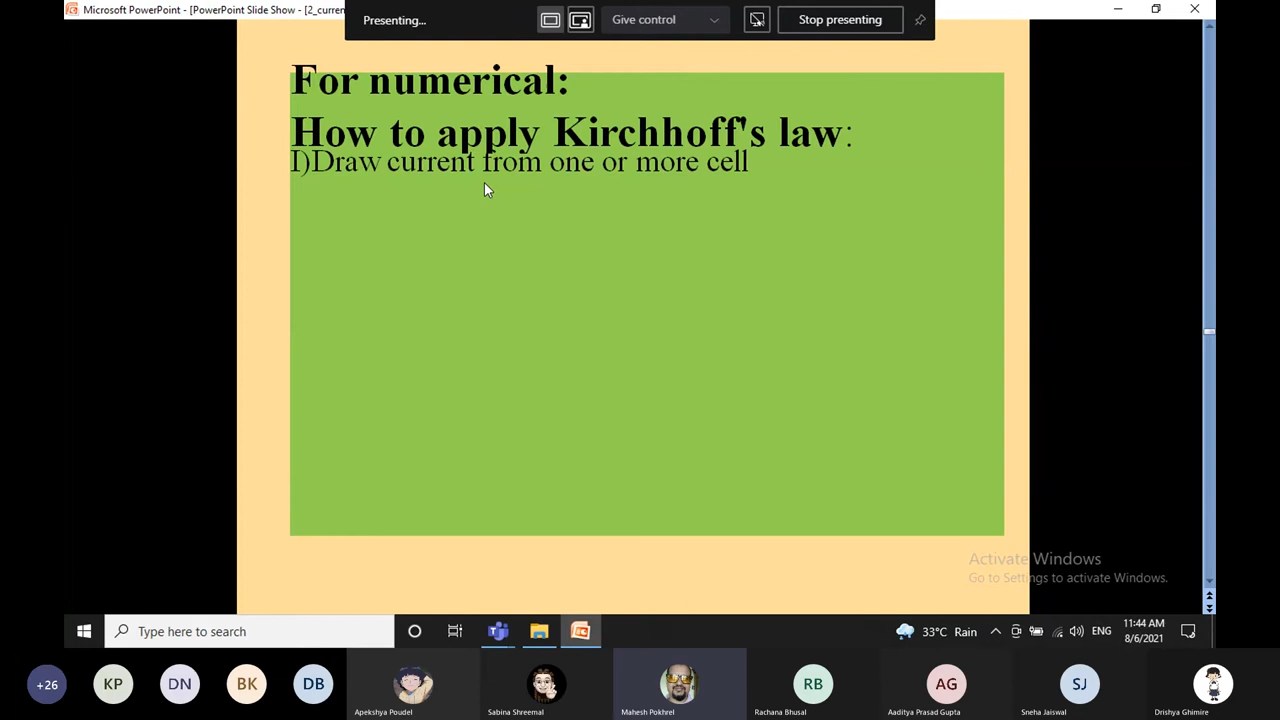 Microsoft PowerPoint - [PowerPoint Slide Show - [2_curren
Presenting...
Give control
Stop presenting
For numerical:
How to apply Kirchhoff's law:
I)Draw current from one or more cell
Activate Windows
Go to Settings to activate Windows.
Type here to search
33°C Rain
ENG
11:44 AM
8/6/2021
+26
KP
DN
BK
DB
RB
AG
SJ
Apekshya Poudel
Sabina Shreemal
Mahesh Pokhrel
Rachana Bhusal
Aaditya Prasad Gupta
Sneha Jaiswal
Drishya Ghimire